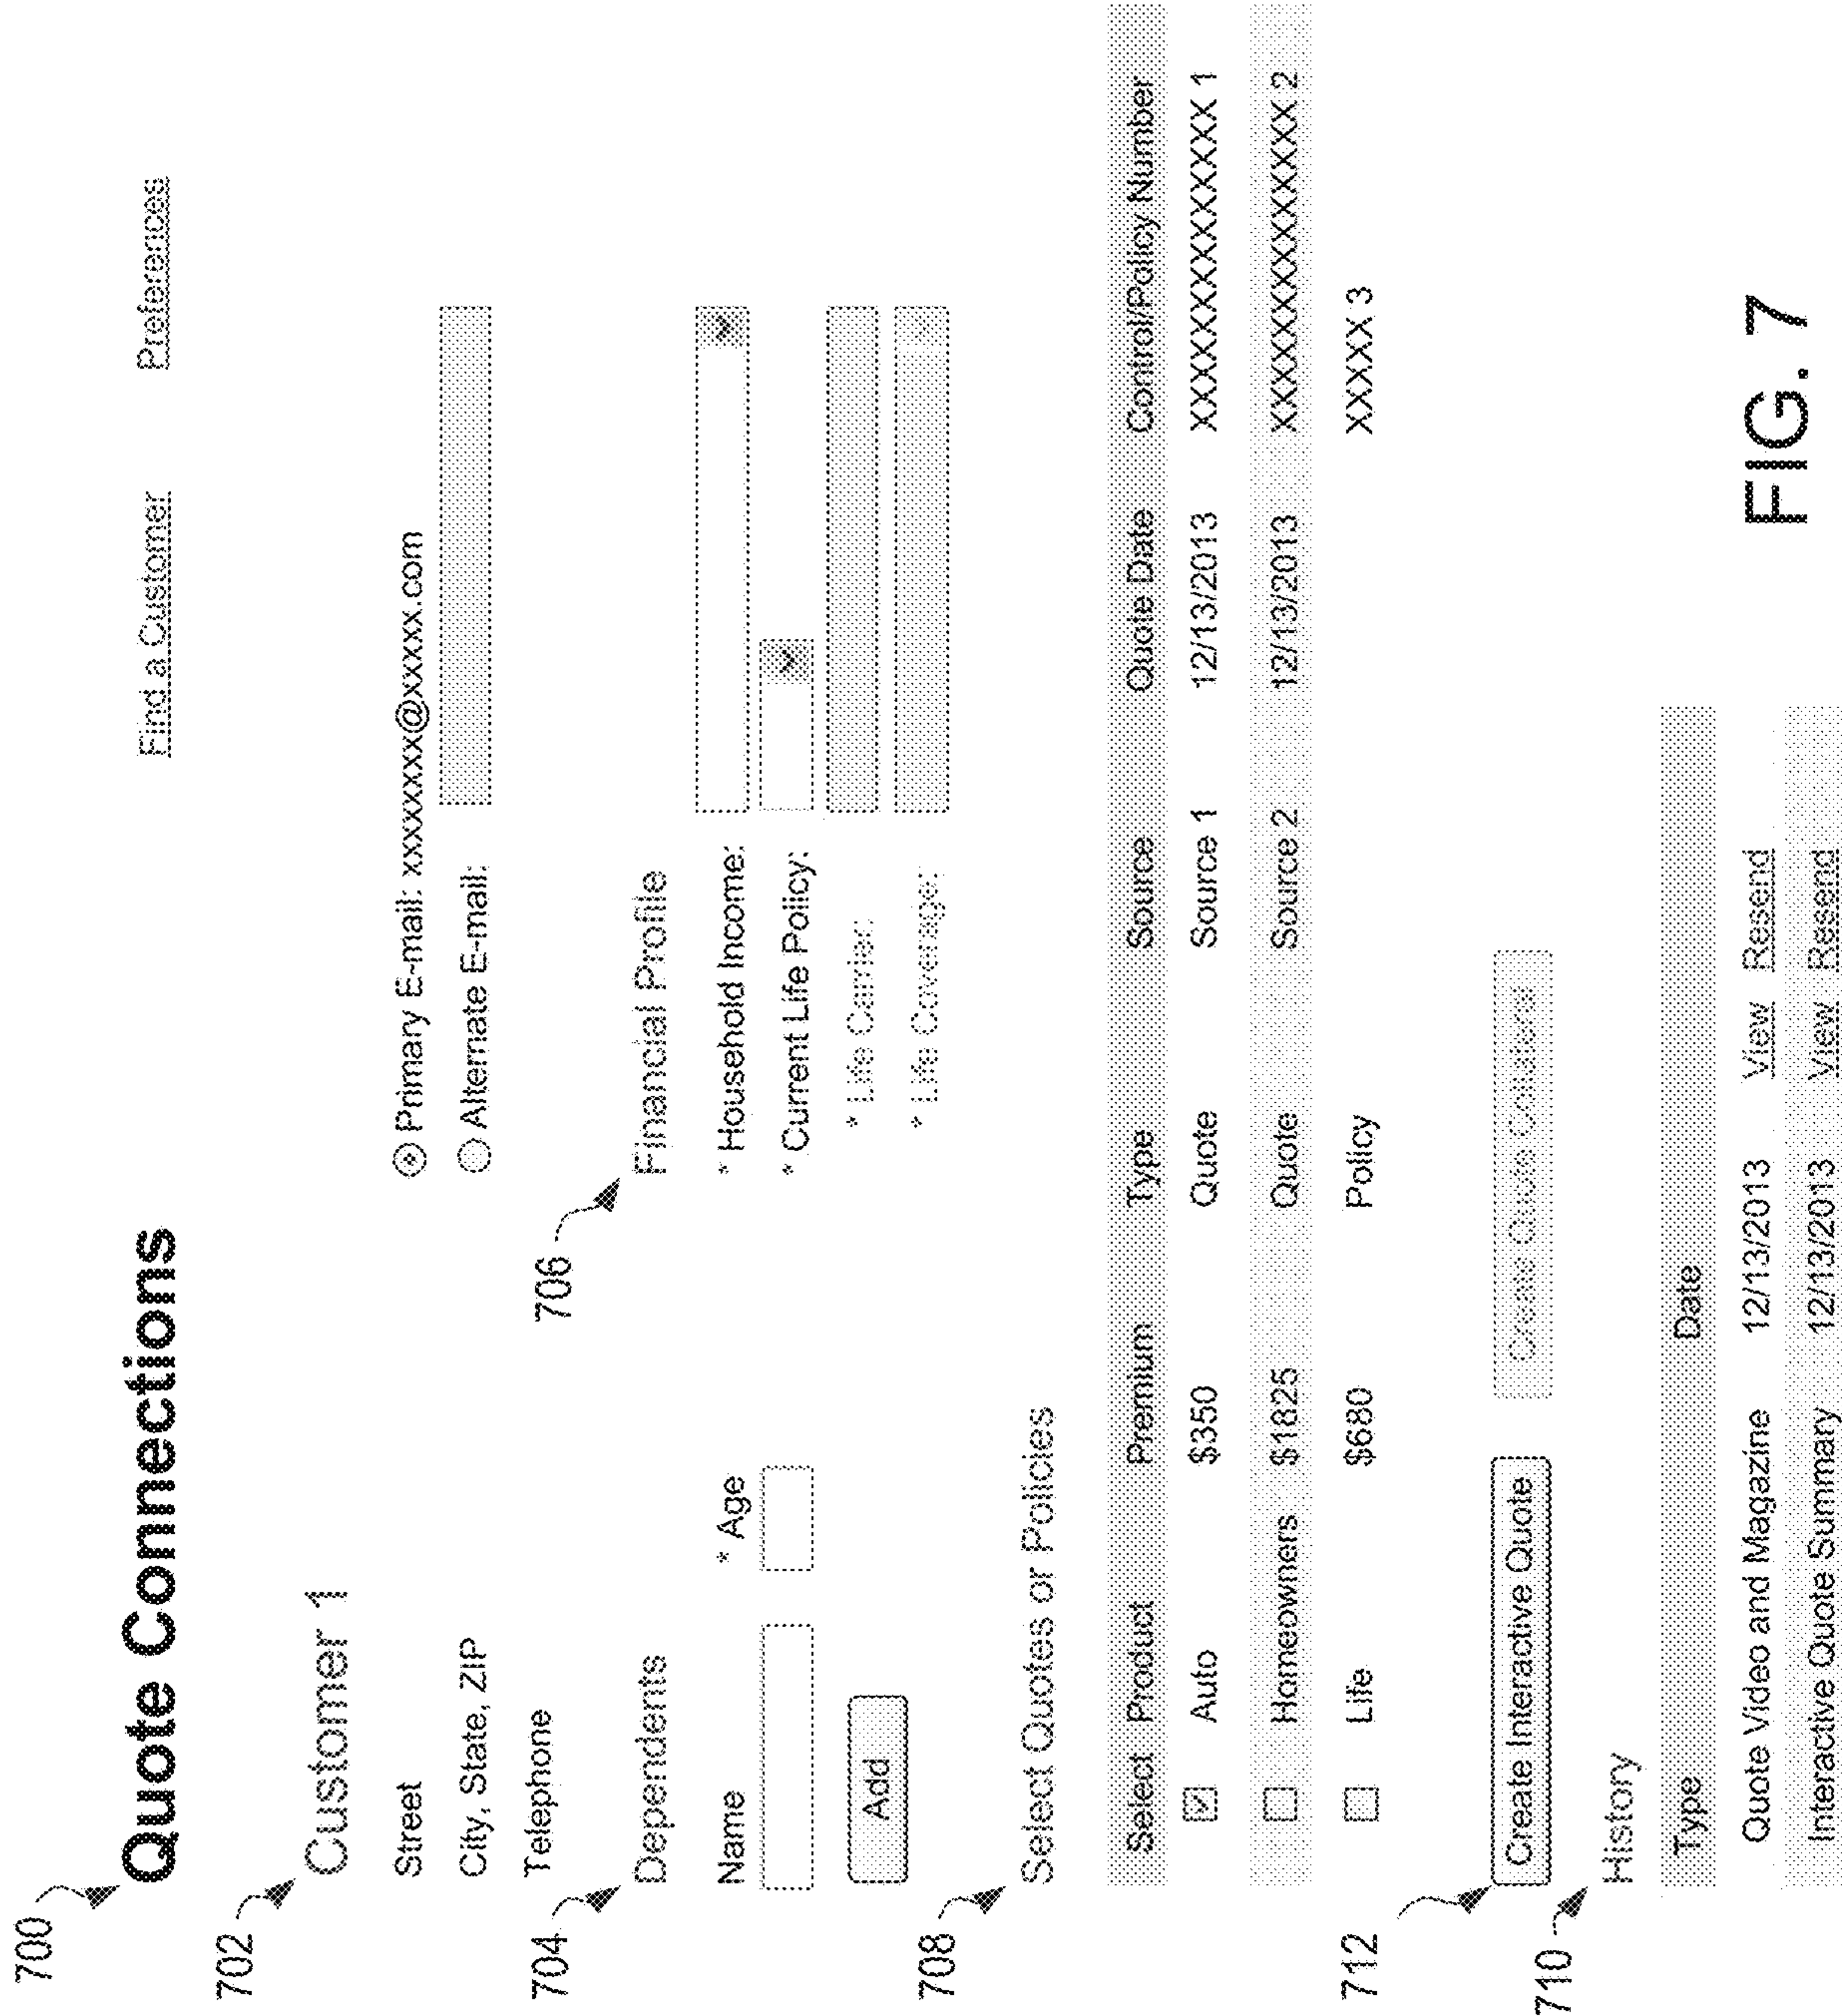 700
Quote Connections
Find a Customer Preferences
702
Customer 1
Street
City, State, ZIP
Telephone
Primary E-mail: xxxxxxx@xxxx.com
Alternate E-mail:
704
Dependents
Name * Age
Add
706
Financial Profile
* Household Income:
* Current Life Policy:
* Life Carrier:
* Life Coverage:
708
Select Quotes or Policies
Select Product Premium Type Source Quote Date Control/Policy Number
Auto $350 Quote Source 1 12/13/2013 XXXXXXXXXXXXXX 1
Homeowners $1825 Quote Source 2 12/13/2013 XXXXXXXXXXXXXX 2
Life $680 Policy XXXXX 3
712
Create Interactive Quote Create Quote Collateral
710
History
Type Date
Quote Video and Magazine 12/13/2013 View Resend
Interactive Quote Summary 12/13/2013 View Resend
FIG. 7